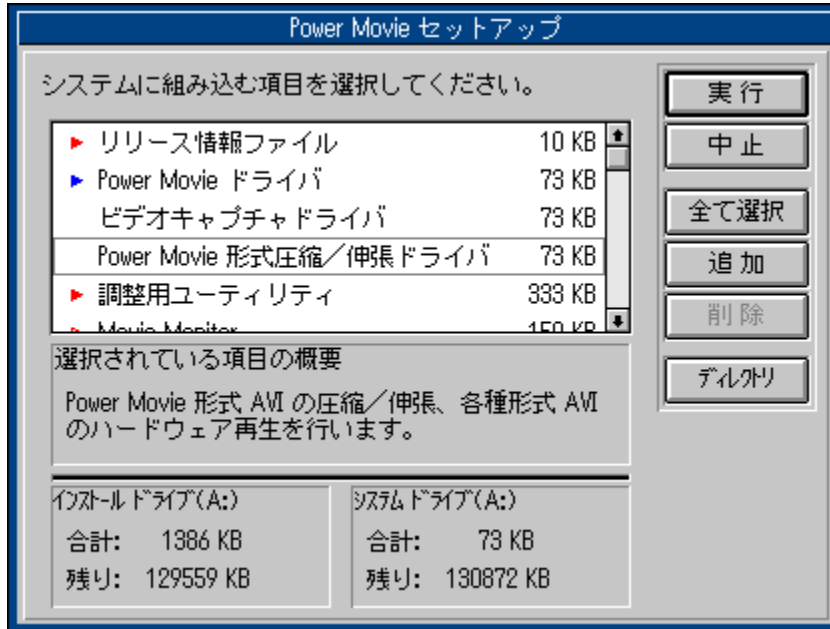 Power Movie セットアップ
システムに組み込む項目を選択してください。
リリース情報ファイル 10 KB
Power Movie ドライバ 73 KB
ビデオキャプチャドライバ 73 KB
Power Movie 形式圧縮／伸張ドライバ 73 KB
調整用ユーティリティ 333 KB
Movie Monitor 150 KB
選択されている項目の概要
Power Movie 形式 AVI の圧縮／伸張、各種形式 AVI
のハードウェア再生を行います。
ｲﾝｽﾄｰﾙ ﾄﾞﾗｲﾌﾞ(A:)
合計: 1386 KB
残り: 129559 KB
ｼｽﾃﾑ ﾄﾞﾗｲﾌﾞ(A:)
合計: 73 KB
残り: 130872 KB
実 行
中 止
全て選択
追 加
削 除
ﾃﾞｨﾚｸﾄﾘ